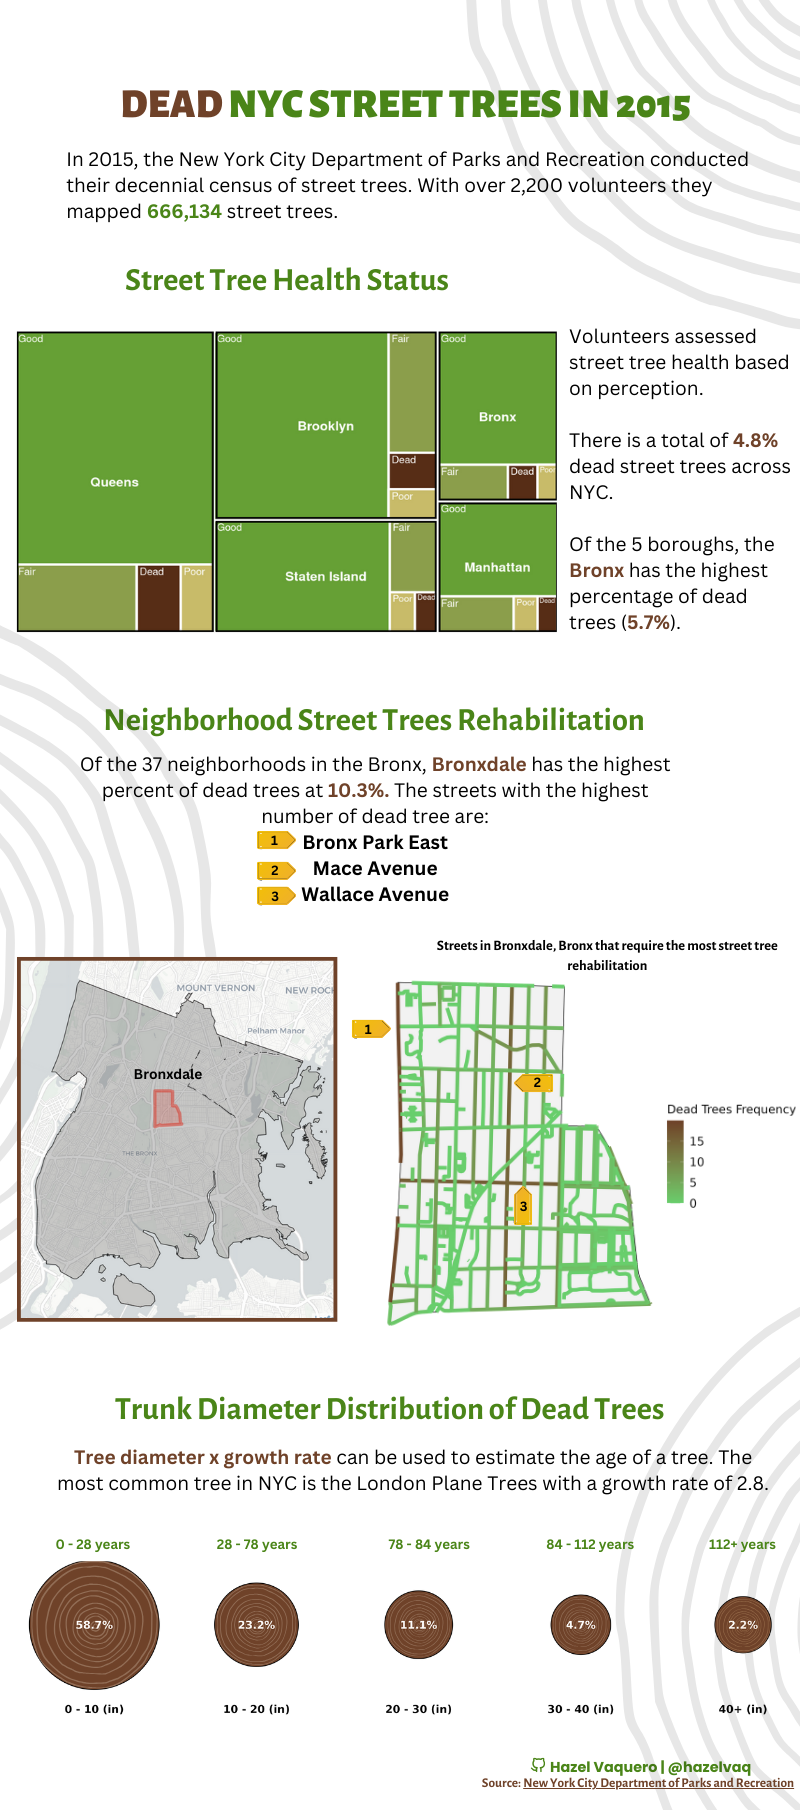 DEAD NYC STREET TREES IN 2015
In 2015, the New York City Department of Parks and Recreation conducted
their decennial census of street trees. With over 2,200 volunteers they
mapped 666,134 street trees.
Street Tree Health Status
Good
Queens
Fair
Dead
Poor
Good
Brooklyn
Fair
Dead
Poor
Good
Staten Island
Fair
Poor
Dead
Good
Bronx
Fair
Dead
Poor
Good
Manhattan
Fair
Poor
Dead
Volunteers assessed
street tree health based
on perception.
There is a total of 4.8%
dead street trees across
NYC.
Of the 5 boroughs, the
Bronx has the highest
percentage of dead
trees (5.7%).
Neighborhood Street Trees Rehabilitation
Of the 37 neighborhoods in the Bronx, Bronxdale has the highest
percent of dead trees at 10.3%. The streets with the highest
number of dead tree are:
1 Bronx Park East
2 Mace Avenue
3 Wallace Avenue
MOUNT VERNON
NEW ROCH
Pelham Manor
Bronxdale
THE BRONX
Streets in Bronxdale, Bronx that require the most street tree
rehabilitation
1
2
3
Dead Trees Frequency
15
10
5
0
Trunk Diameter Distribution of Dead Trees
Tree diameter x growth rate can be used to estimate the age of a tree. The
most common tree in NYC is the London Plane Trees with a growth rate of 2.8.
0 - 28 years 28 - 78 years 78 - 84 years 84 - 112 years 112+ years
58.7% 23.2% 11.1% 4.7% 2.2%
0 - 10 (in) 10 - 20 (in) 20 - 30 (in) 30 - 40 (in) 40+ (in)
Hazel Vaquero | @hazelvaq
Source: New York City Department of Parks and Recreation